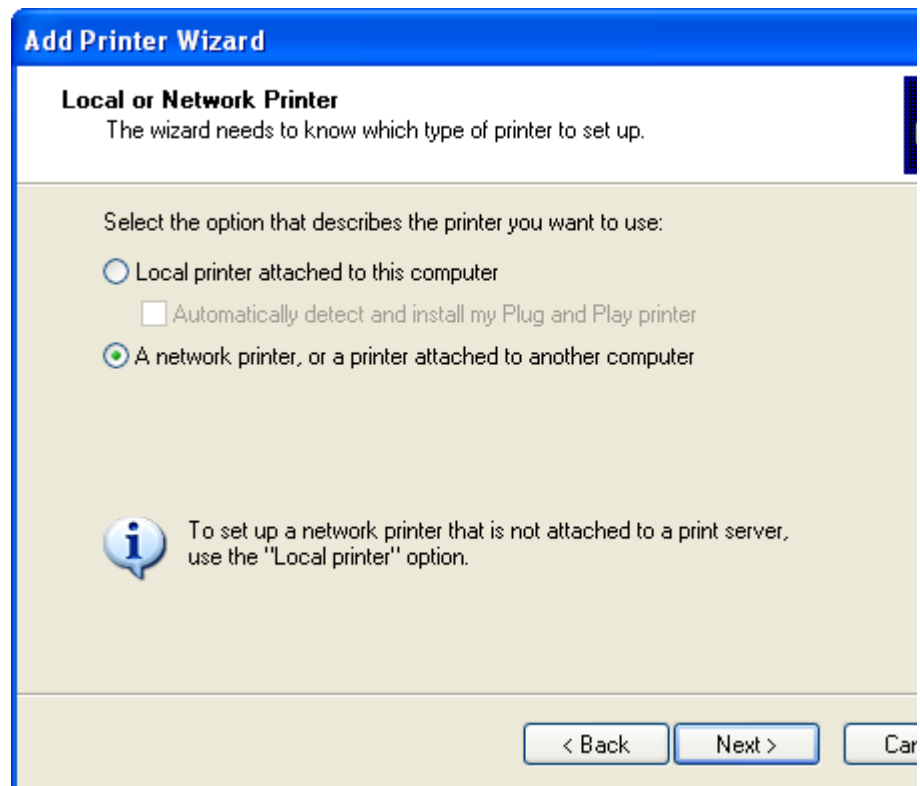 Add Printer Wizard
Local or Network Printer
The wizard needs to know which type of printer to set up.
Select the option that describes the printer you want to use:
Local printer attached to this computer
Automatically detect and install my Plug and Play printer
A network printer, or a printer attached to another computer
To set up a network printer that is not attached to a print server,
use the "Local printer" option.
< Back Next >